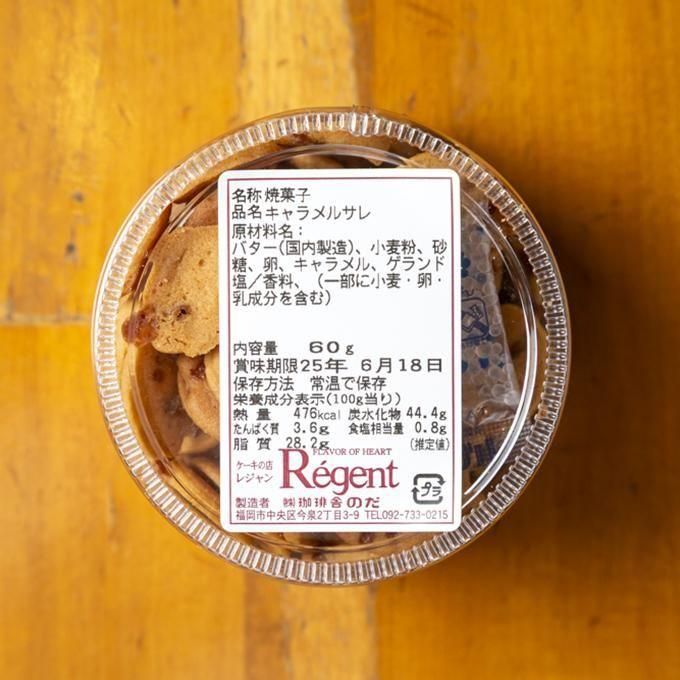 名称 焼菓子
品名 キャラメルサレ
原材料名：
バター(国内製造)、小麦粉、砂
糖、卵、キャラメル、ゲランド
塩／香料、（一部に小麦・卵・
乳成分を含む）
内容量 60g
賞味期限25年 6月18日
保存方法 常温で保存
栄養成分表示(100g当り)
熱 量 476kcal 炭水化物 44.4g
たんぱく質 3.6g 食塩相当量 0.8g
脂 質 28.2g (推定値)
FLAVOR OF HEART
ケーキの店
レジャン
Régent
プラ
製造者 ㈱珈琲舎のだ
福岡市中央区今泉2丁目3-9 TEL092-733-0215